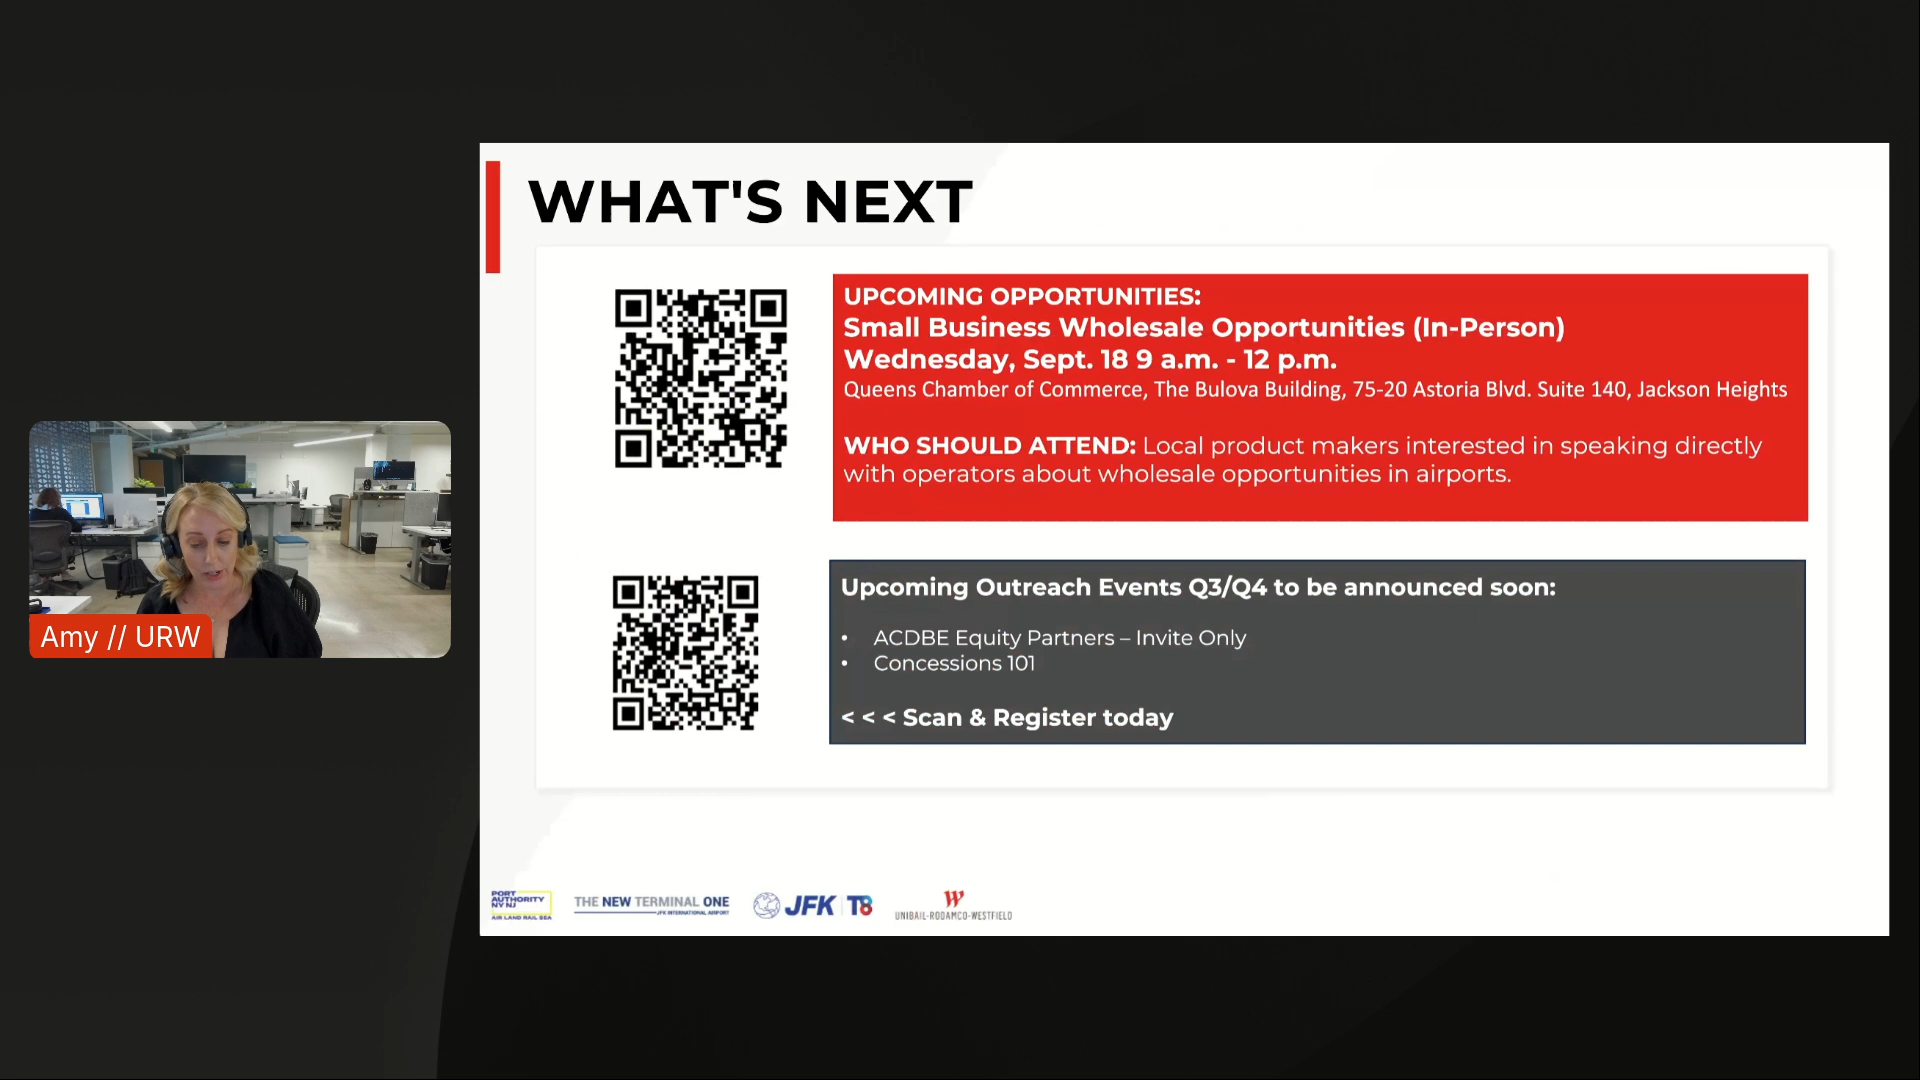 WHAT'S NEXT
UPCOMING OPPORTUNITIES:
Small Business Wholesale Opportunities (In-Person)
Wednesday, Sept. 18 9 a.m. - 12 p.m.
Queens Chamber of Commerce, The Bulova Building, 75-20 Astoria Blvd. Suite 140, Jackson Heights
WHO SHOULD ATTEND: Local product makers interested in speaking directly
with operators about wholesale opportunities in airports.
Upcoming Outreach Events Q3/Q4 to be announced soon:
• ACDBE Equity Partners – Invite Only
• Concessions 101
< < < Scan & Register today
Amy // URW
PORT
AUTHORITY
NY NJ
AIR LAND RAIL SEA
THE NEW TERMINAL ONE
JFK INTERNATIONAL AIRPORT
JFK | T8
UNIBAIL-RODAMCO-WESTFIELD